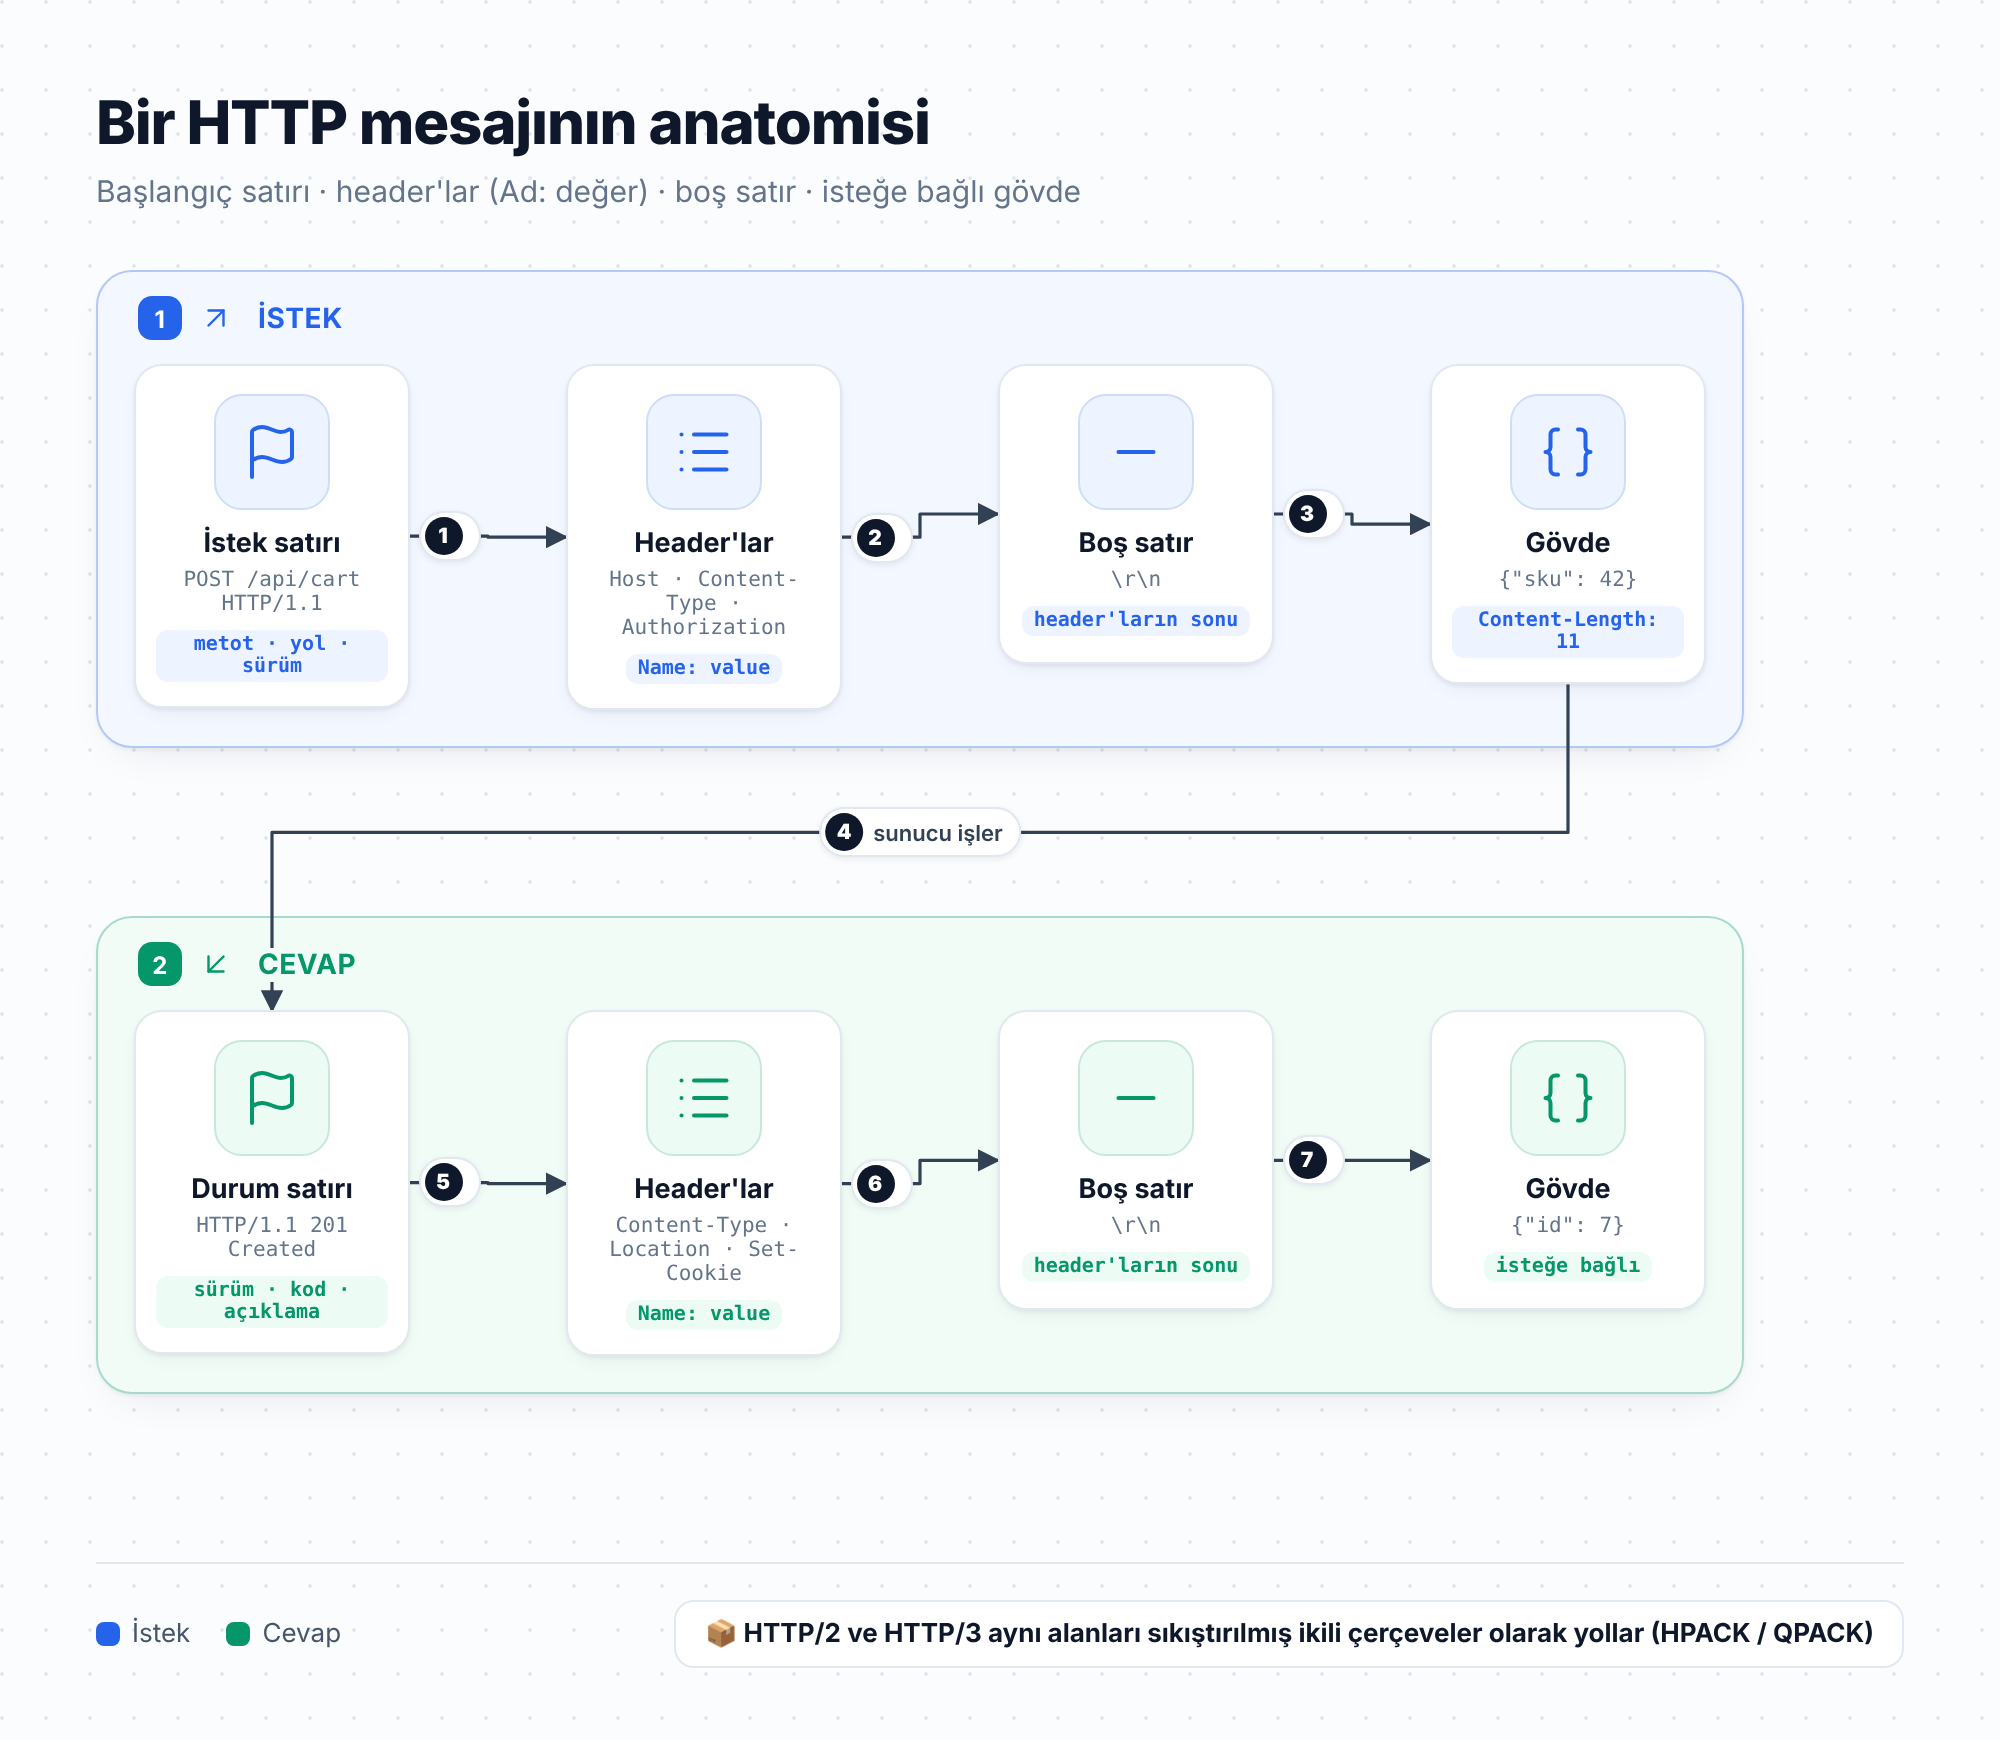 Bir HTTP mesajının anatomisi
Başlangıç satırı · header'lar (Ad: değer) · boş satır · isteğe bağlı gövde
1 İSTEK
İstek satırı
POST /api/cart
HTTP/1.1
metot · yol ·
sürüm
1
Header'lar
Host · Content-
Type ·
Authorization
Name: value
2
Boş satır
\r\n
header'ların sonu
3
Gövde
{"sku": 42}
Content-Length:
11
4 sunucu işler
2 CEVAP
Durum satırı
HTTP/1.1 201
Created
sürüm · kod ·
açıklama
5
Header'lar
Content-Type ·
Location · Set-
Cookie
Name: value
6
Boş satır
\r\n
header'ların sonu
7
Gövde
{"id": 7}
isteğe bağlı
İstek
Cevap
📦 HTTP/2 ve HTTP/3 aynı alanları sıkıştırılmış ikili çerçeveler olarak yollar (HPACK / QPACK)